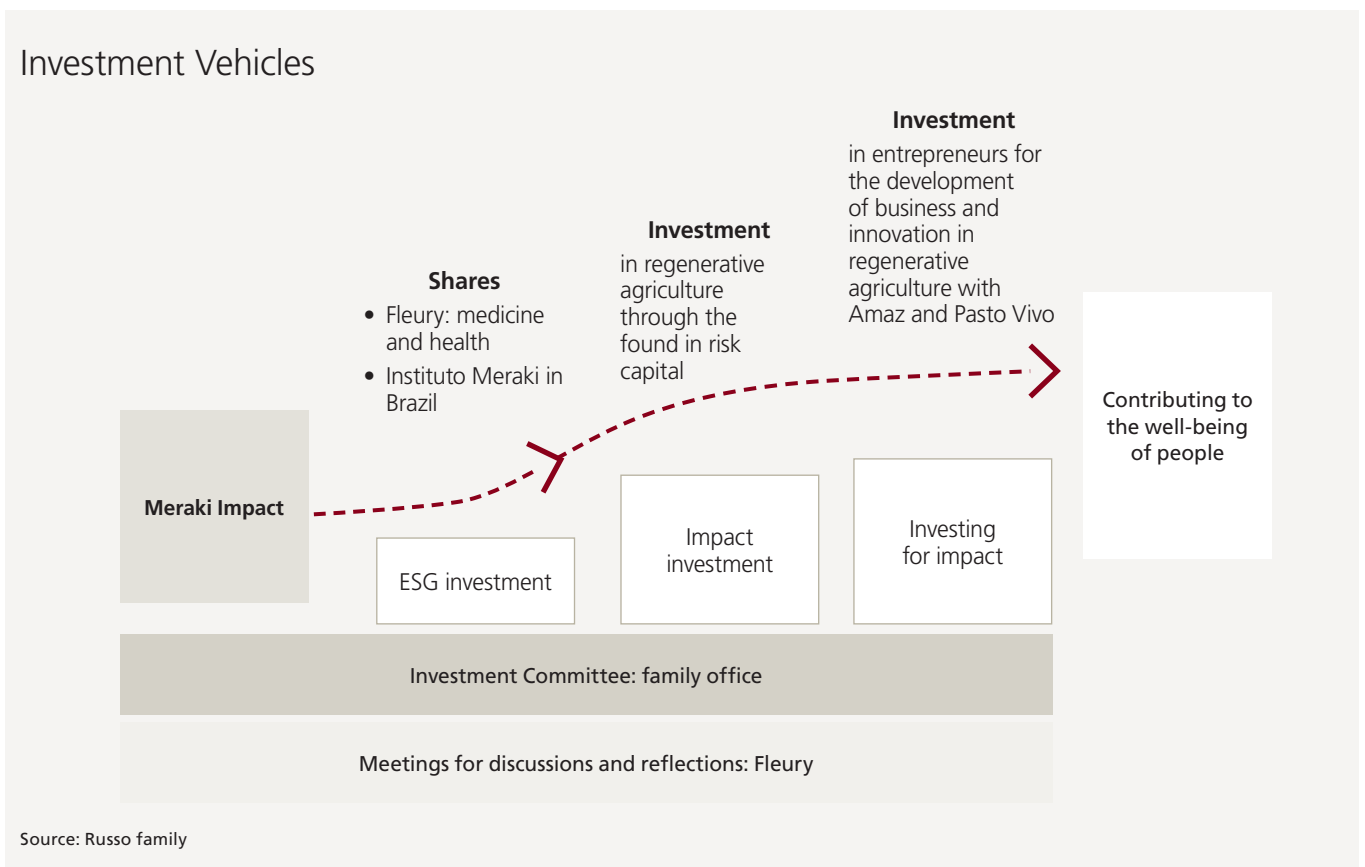 Investment Vehicles
Shares
• Fleury: medicine
and health
• Instituto Meraki in
Brazil
Investment
in regenerative
agriculture
through the
found in risk
capital
Investment
in entrepreneurs for
the development
of business and
innovation in
regenerative
agriculture with
Amaz and Pasto Vivo
Meraki Impact
ESG investment
Impact
investment
Investing
for impact
Contributing to
the well-being
of people
Investment Committee: family office
Meetings for discussions and reflections: Fleury
Source: Russo family